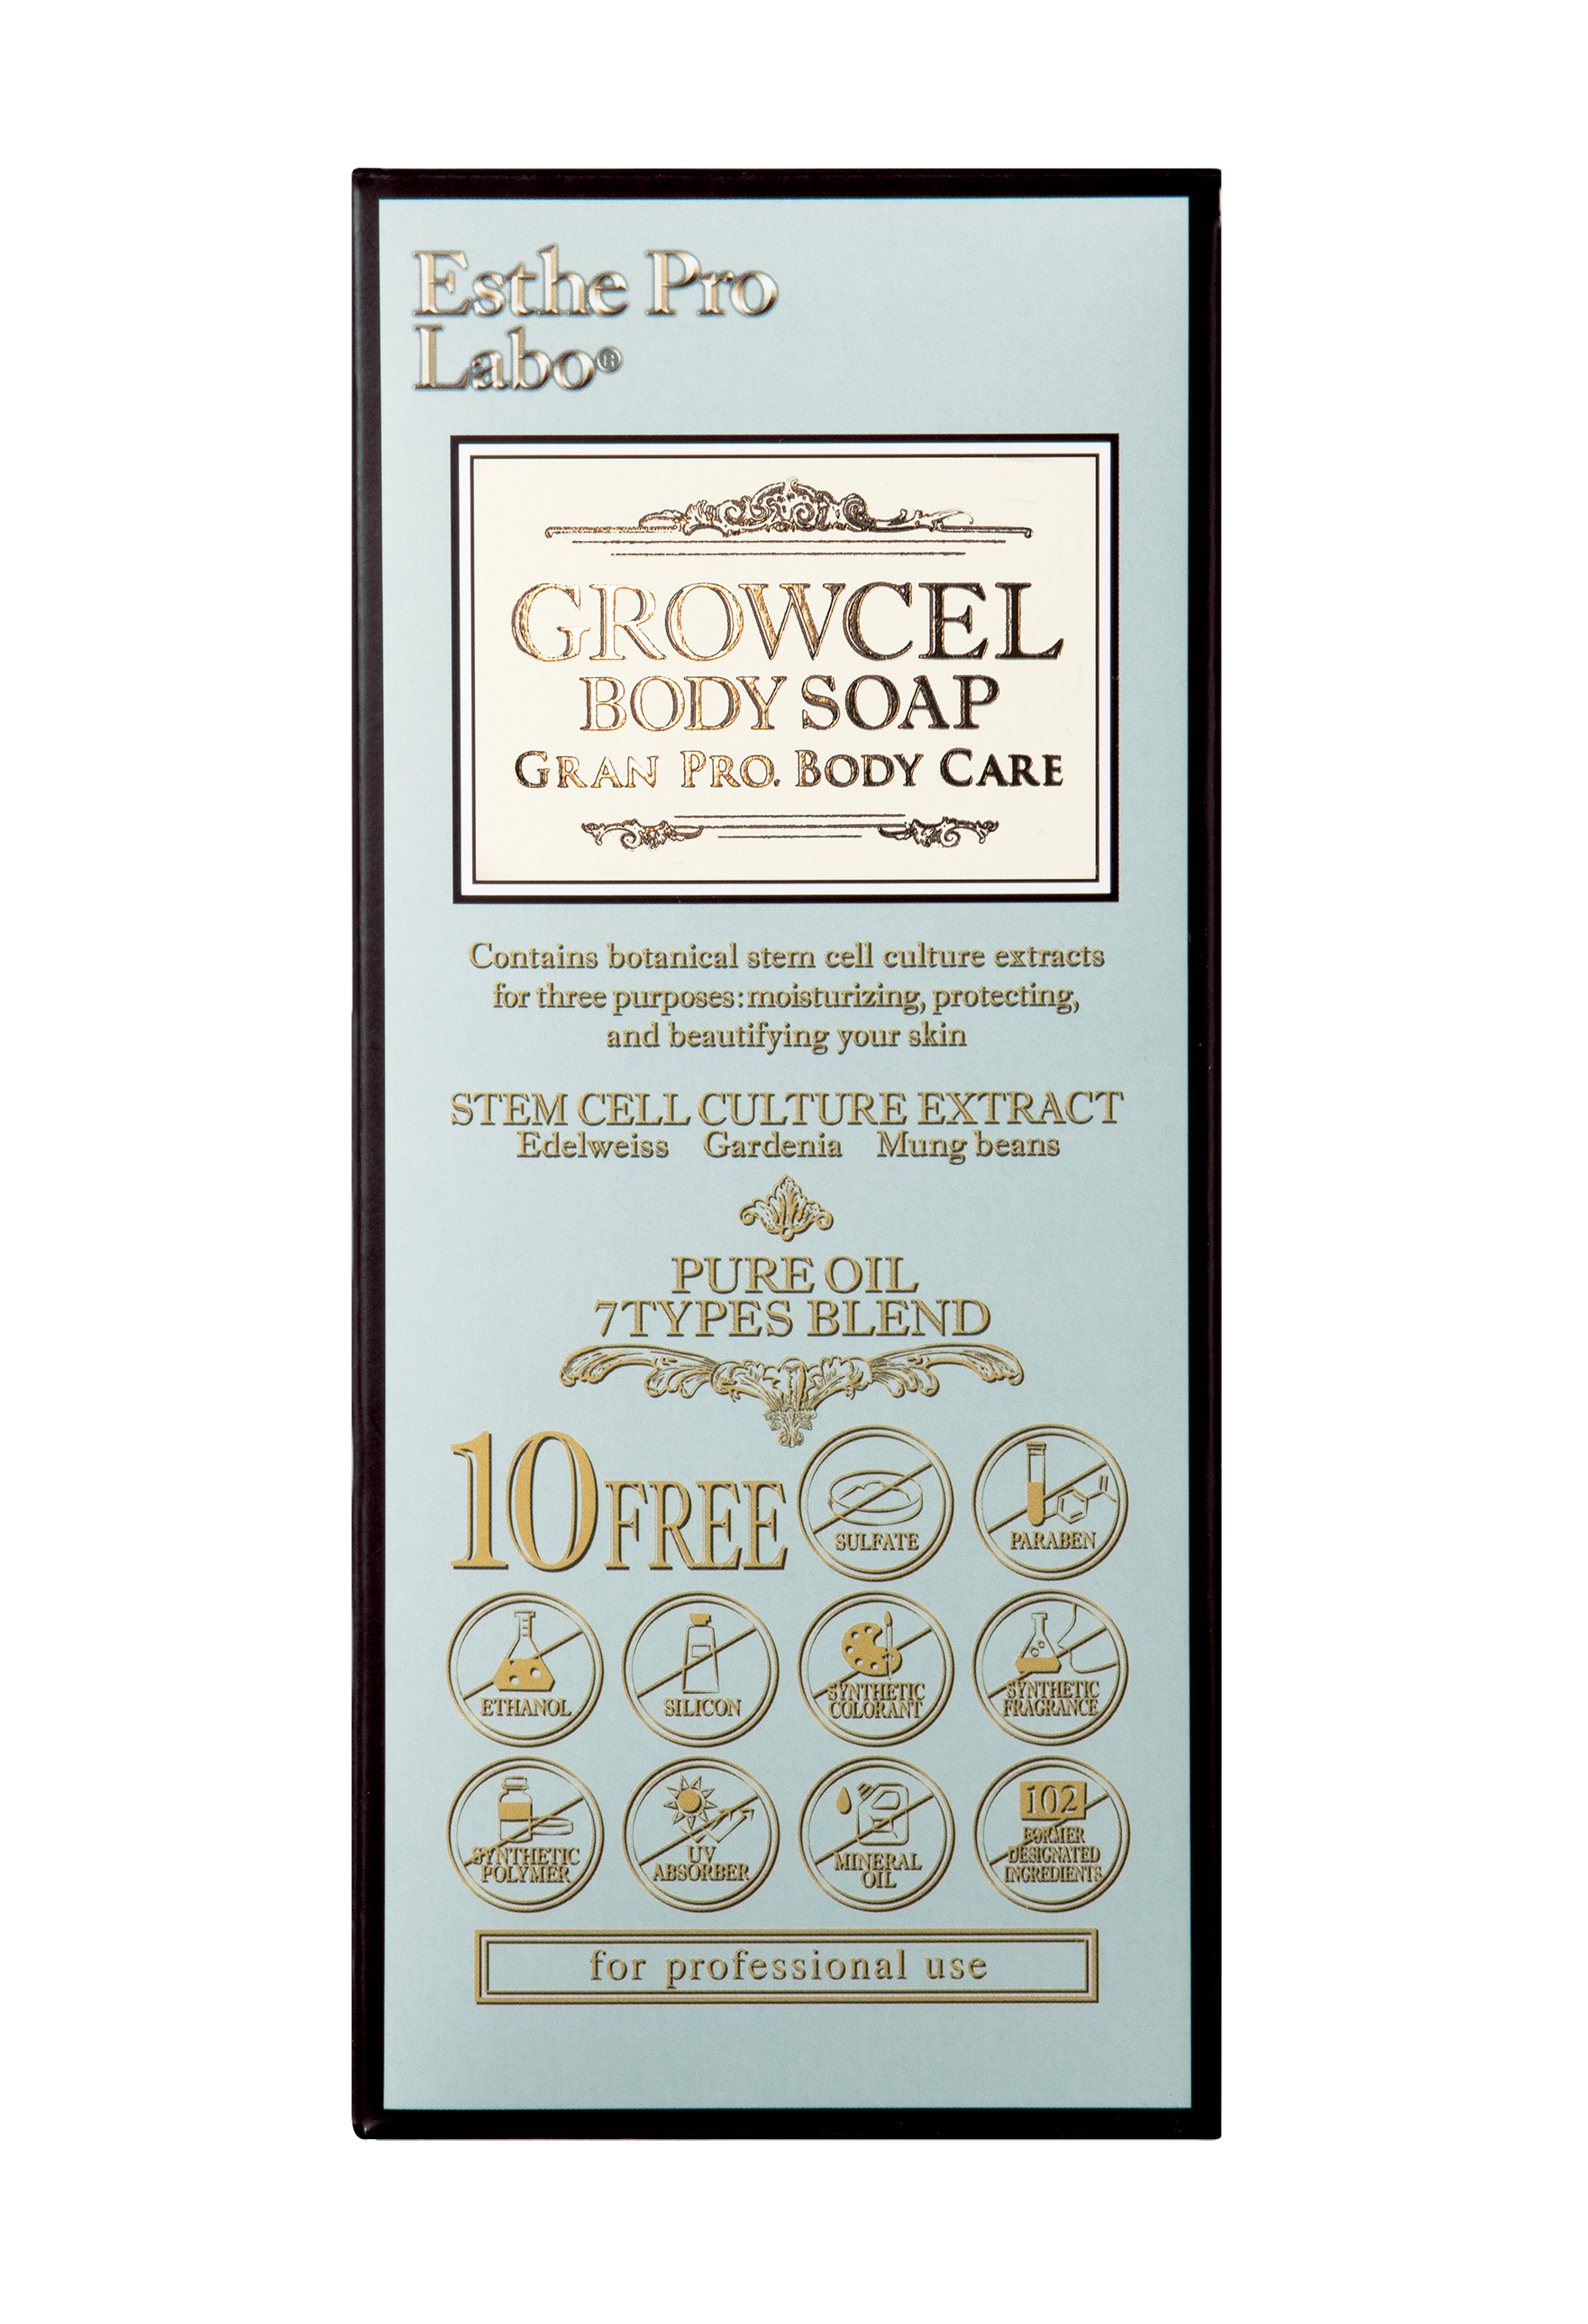 Esthe Pro
Labo®
GROWCEL
BODY SOAP
GRAN PRO. BODY CARE
Contains botanical stem cell culture extracts
for three purposes:moisturizing, protecting,
and beautifying your skin
STEM CELL CULTURE EXTRACT
Edelweiss Gardenia Mung beans
PURE OIL
7TYPES BLEND
10FREE
SULFATE
PARABEN
ETHANOL
SILICON
SYNTHETIC
COLORANT
SYNTHETIC
FRAGRANCE
SYNTHETIC
POLYMER
UV
ABSORBER
MINERAL
OIL
102
FORMER
DESIGNATED
INGREDIENTS
for professional use